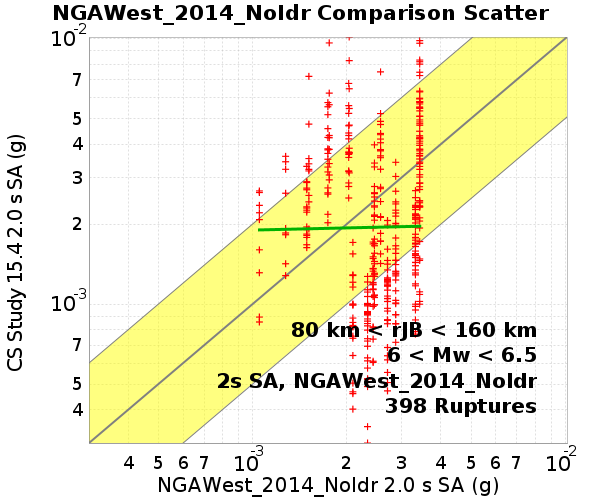 NGAWest_2014_NoIdr Comparison Scatter
10-2
7
5
4
3
2
10-3
7
5
4
CS Study 15.4 2.0 s SA (g)
80 km < rJB < 160 km
6 < Mw < 6.5
2s SA, NGAWest_2014_NoIdr
398 Ruptures
4 5 6 7 10-3 2 3 4 5 6 7 10-2
NGAWest_2014_NoIdr 2.0 s SA (g)